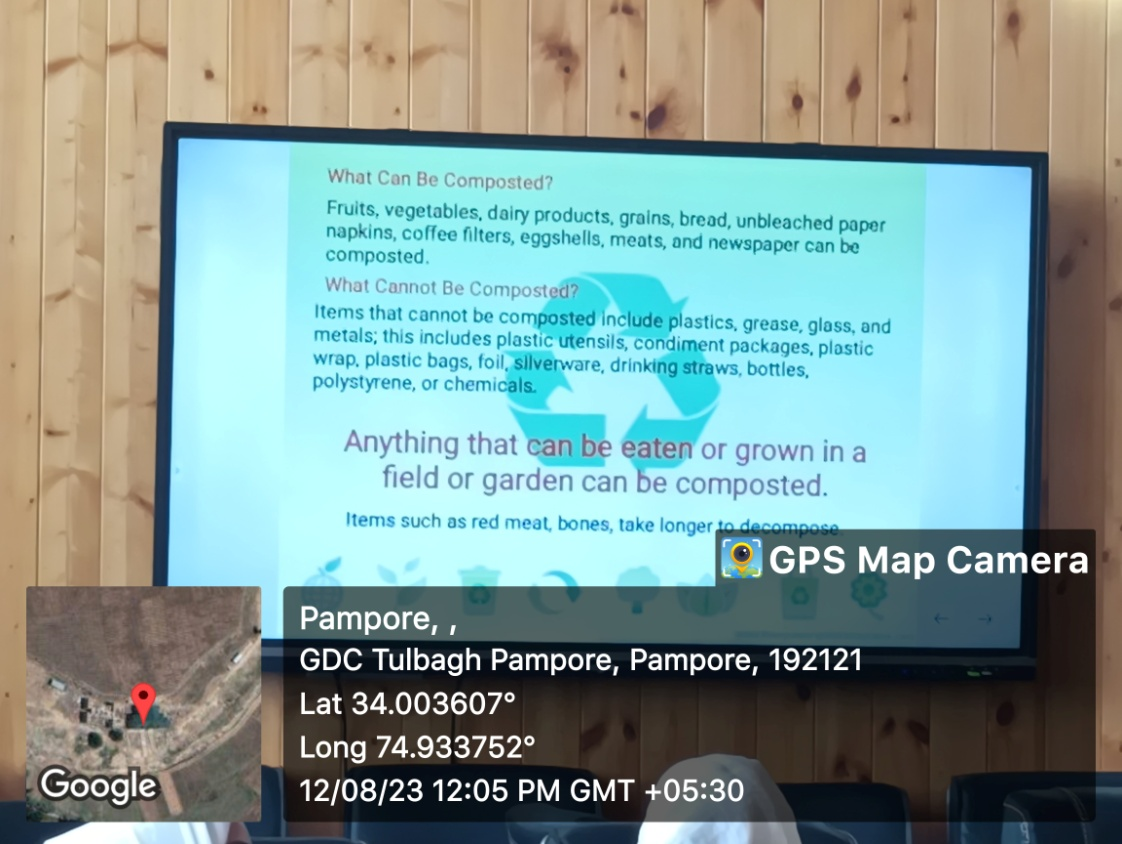 What Can Be Composted?
Fruits, vegetables, dairy products, grains, bread, unbleached paper
napkins, coffee filters, eggshells, meats, and newspaper can be
composted.
What Cannot Be Composted?
Items that cannot be composted include plastics, grease, glass, and
metals; this includes plastic utensils, condiment packages, plastic
wrap, plastic bags, foil, silverware, drinking straws, bottles,
polystyrene, or chemicals.
Anything that can be eaten or grown in a
field or garden can be composted.
Items such as red meat, bones, take longer to decompose
GPS Map Camera
Pampore, ,
GDC Tulbagh Pampore, Pampore, 192121
Lat 34.003607°
Long 74.933752°
12/08/23 12:05 PM GMT +05:30
Google